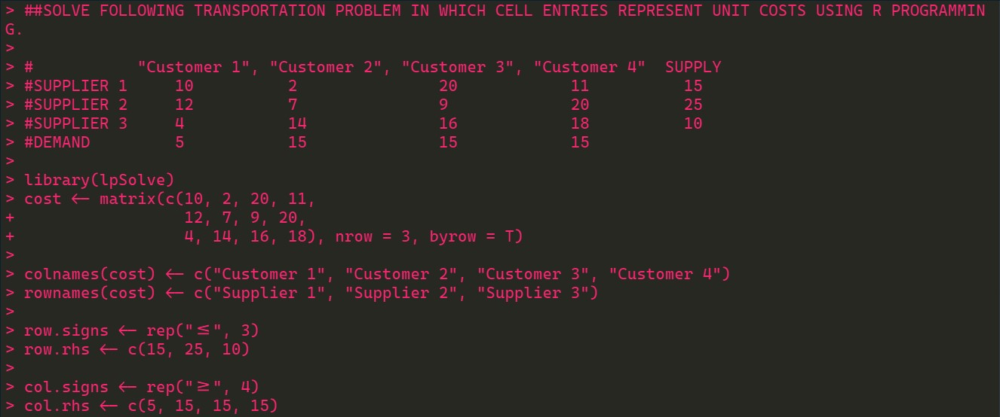 > ##SOLVE FOLLOWING TRANSPORTATION PROBLEM IN WHICH CELL ENTRIES REPRESENT UNIT COSTS USING R PROGRAMMIN
G.
>
> #           "Customer 1", "Customer 2", "Customer 3", "Customer 4"  SUPPLY
> #SUPPLIER 1     10          2               20            11          15
> #SUPPLIER 2     12          7               9             20          25
> #SUPPLIER 3     4           14              16            18          10
> #DEMAND         5           15              15            15
>
> library(lpSolve)
> cost <- matrix(c(10, 2, 20, 11,
+                  12, 7, 9, 20,
+                  4, 14, 16, 18), nrow = 3, byrow = T)
>
> colnames(cost) <- c("Customer 1", "Customer 2", "Customer 3", "Customer 4")
> rownames(cost) <- c("Supplier 1", "Supplier 2", "Supplier 3")
>
> row.signs <- rep("≤", 3)
> row.rhs <- c(15, 25, 10)
>
> col.signs <- rep("≥", 4)
> col.rhs <- c(5, 15, 15, 15)